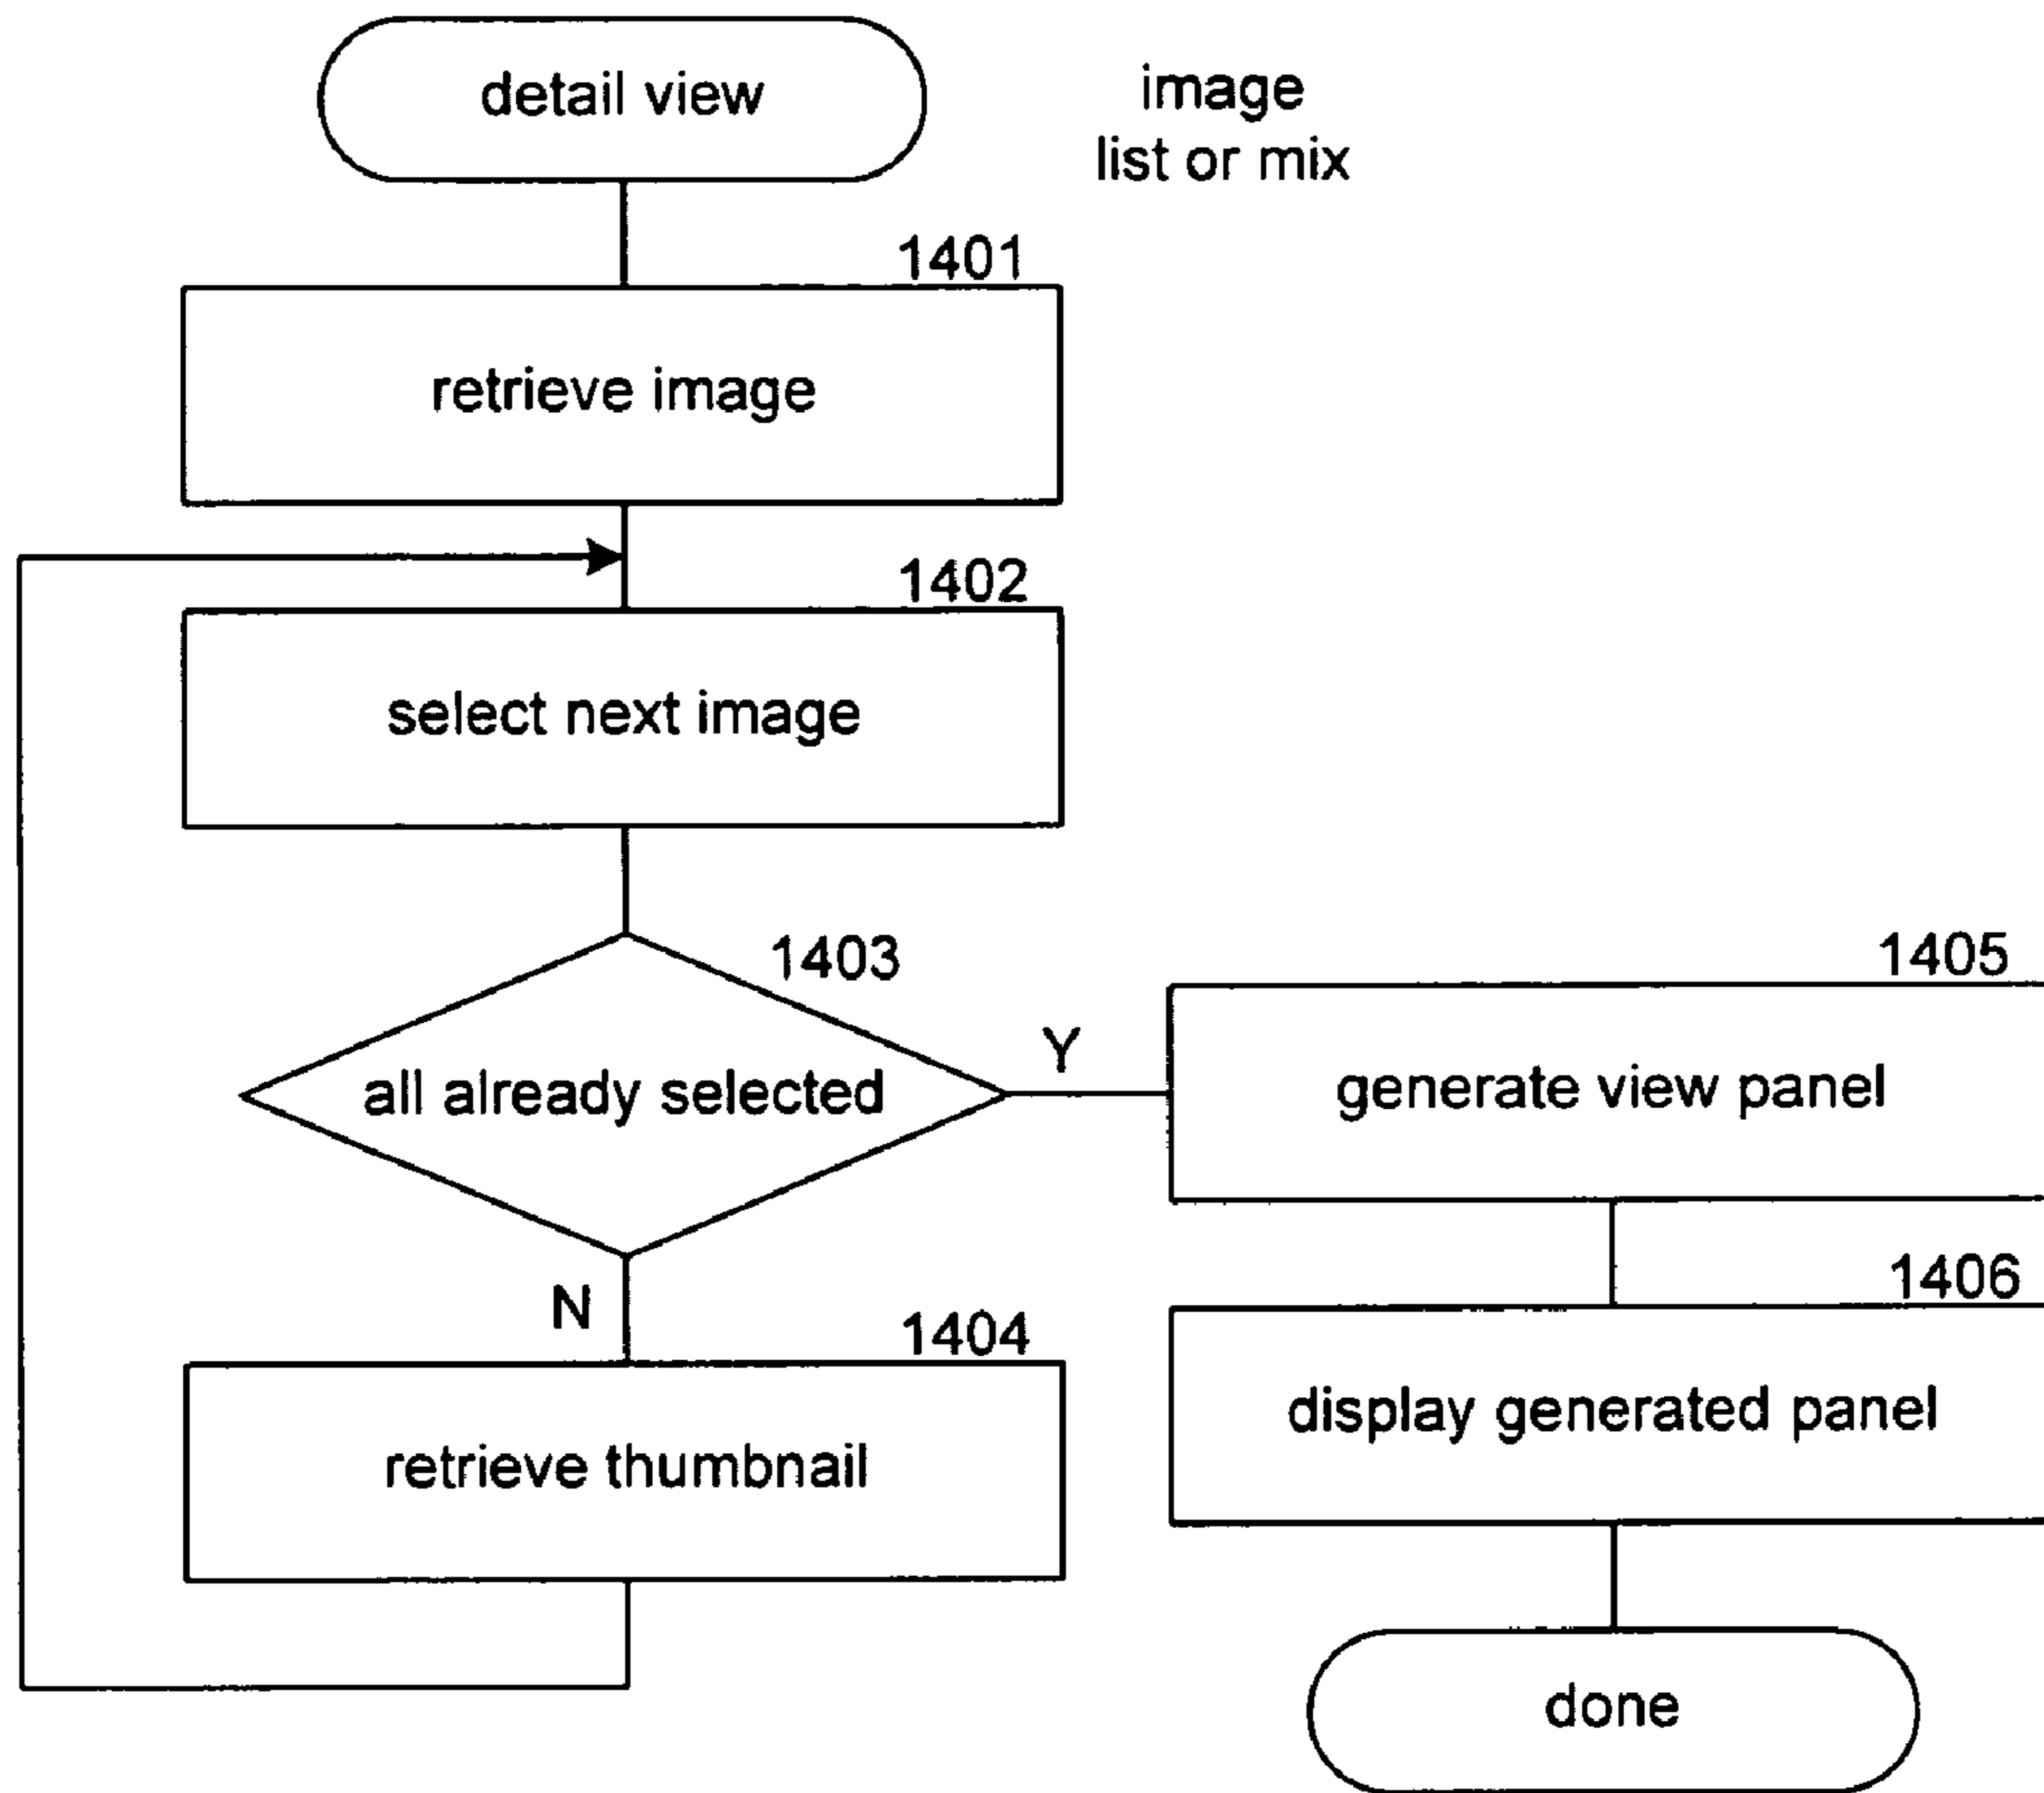 detail view
image
list or mix
1401
retrieve image
1402
select next image
1403
all already selected
Y
N
1404
retrieve thumbnail
1405
generate view panel
1406
display generated panel
done